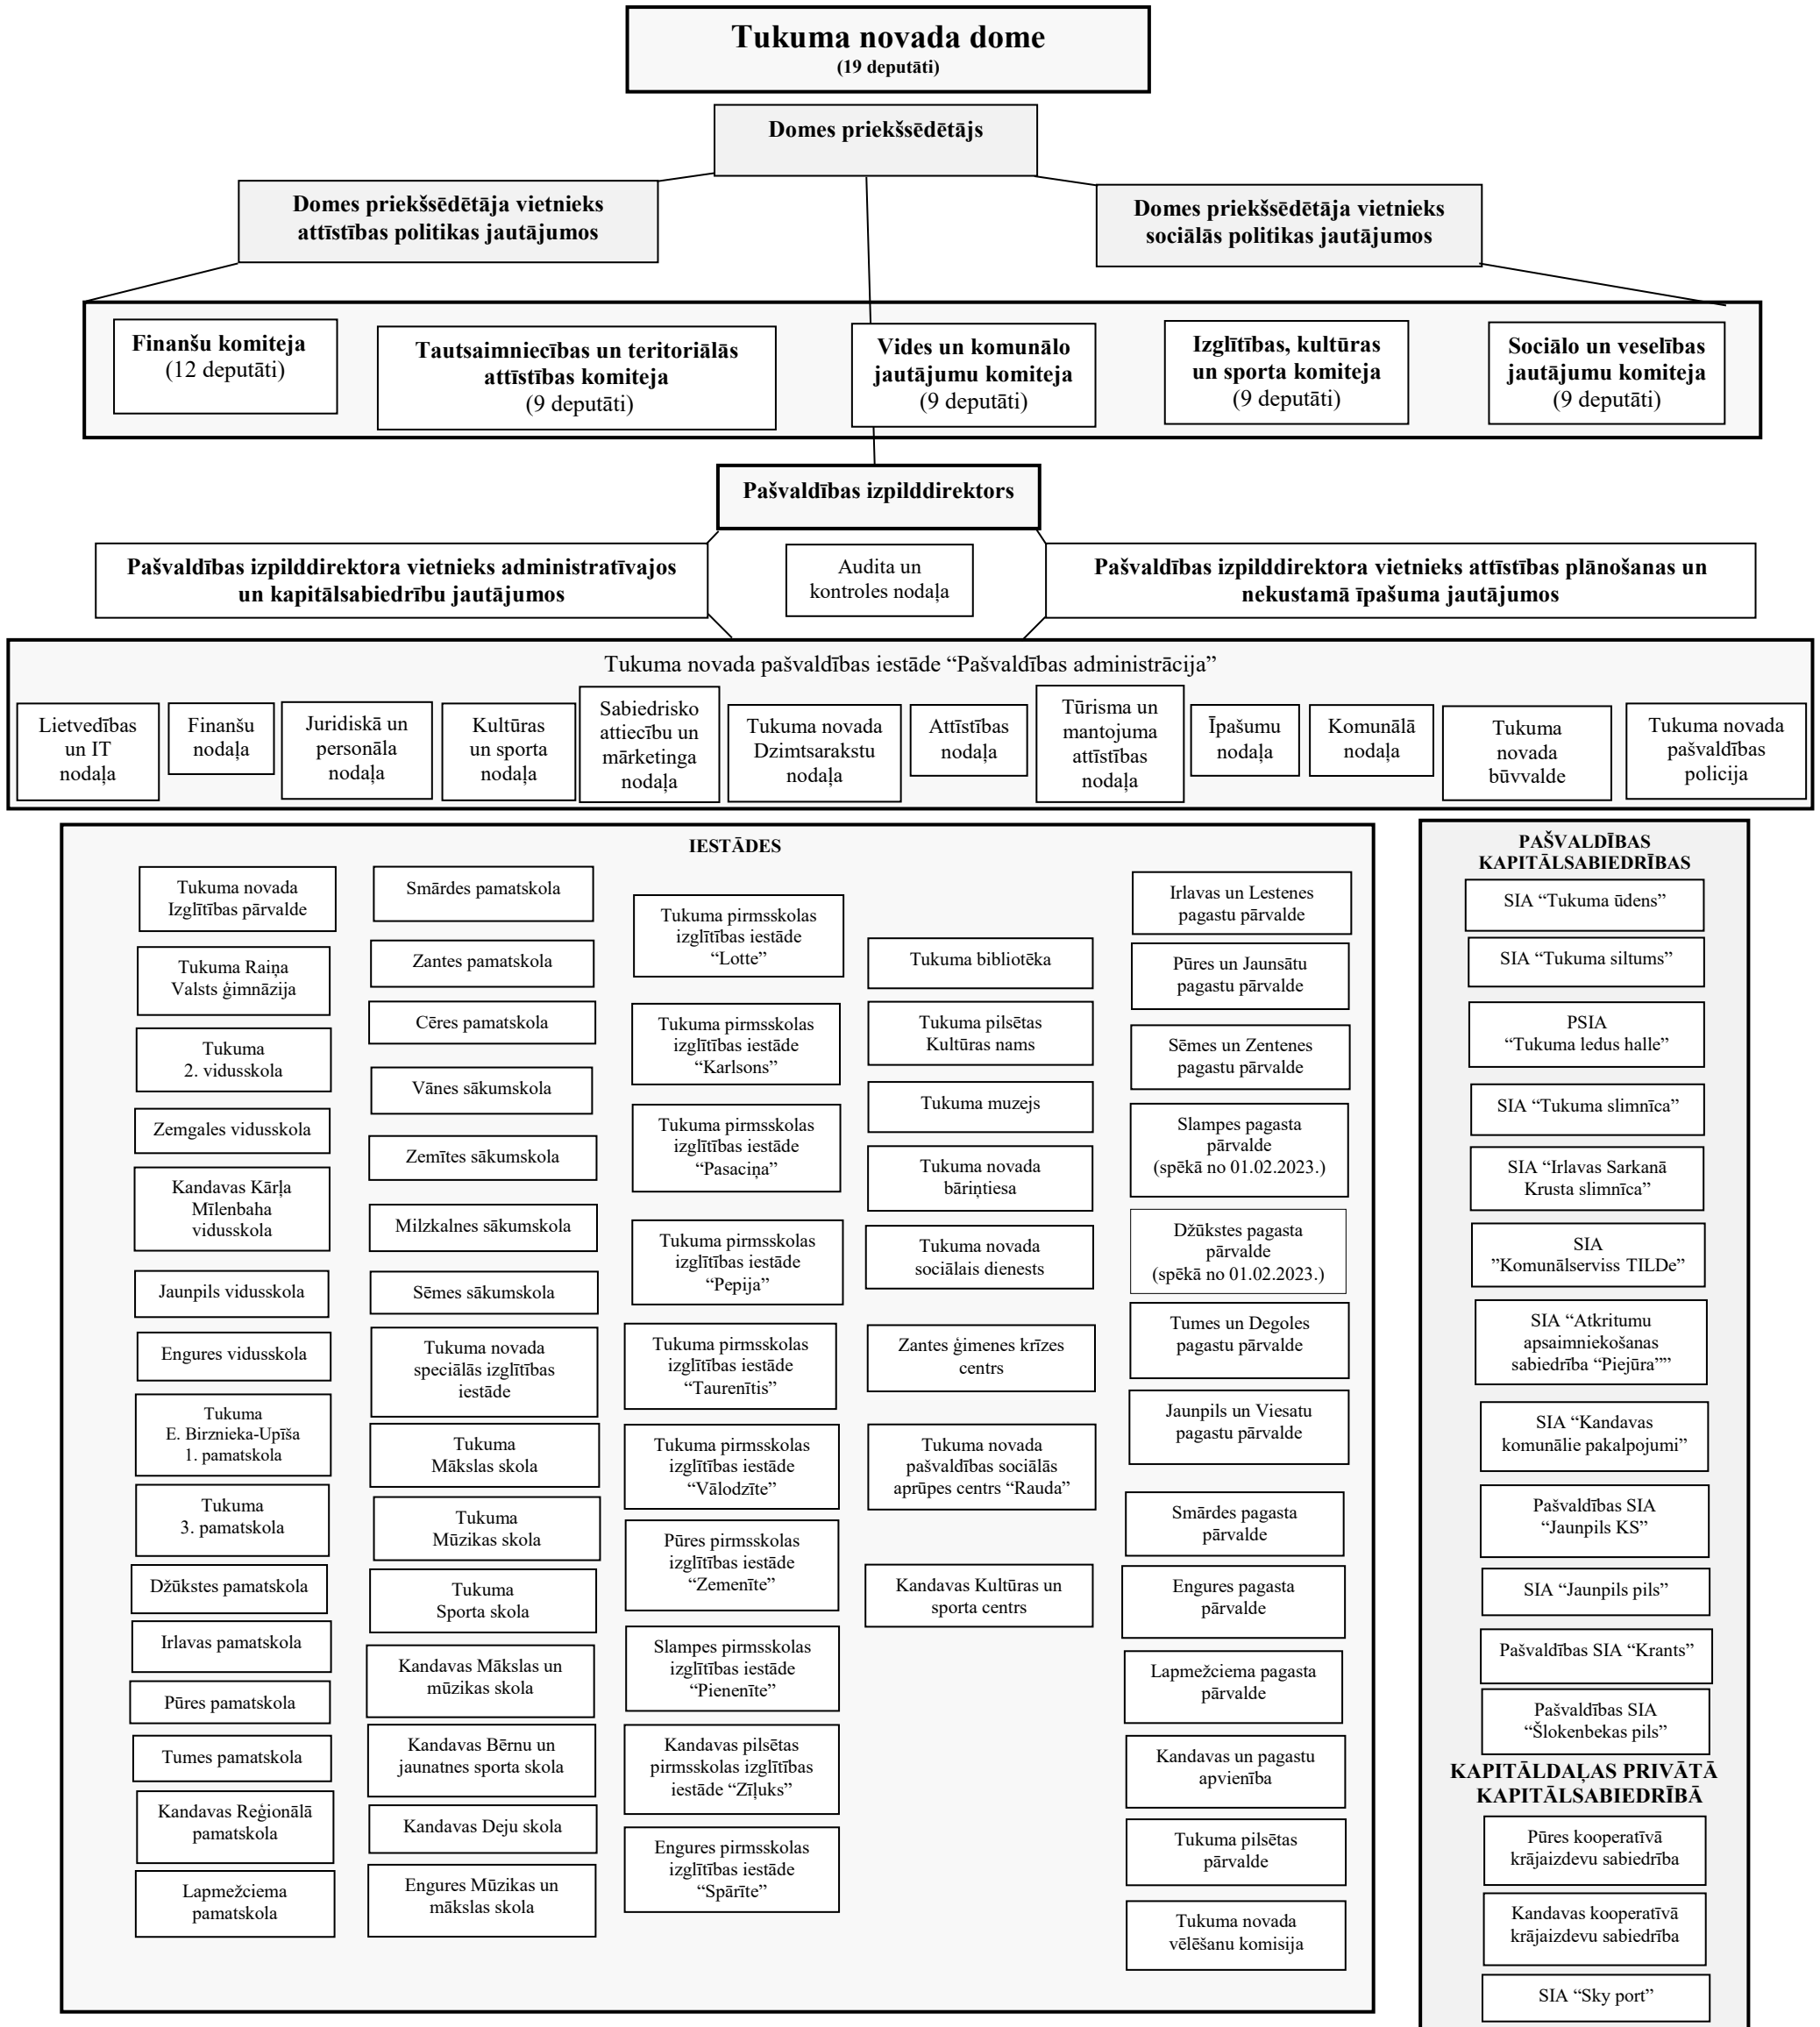 Tukuma novada dome
(19 deputāti)
Domes priekšsēdētājs
Domes priekšsēdētāja vietnieks
attīstības politikas jautājumos
Domes priekšsēdētāja vietnieks
sociālās politikas jautājumos
Finanšu komiteja
(12 deputāti)
Tautsaimniecības un teritoriālās
attīstības komiteja
(9 deputāti)
Vides un komunālo
jautājumu komiteja
(9 deputāti)
Izglītības, kultūras
un sporta komiteja
(9 deputāti)
Sociālo un veselības
jautājumu komiteja
(9 deputāti)
Pašvaldības izpilddirektors
Pašvaldības izpilddirektora vietnieks administratīvajos
un kapitālsabiedrību jautājumos
Audita un
kontroles nodaļa
Pašvaldības izpilddirektora vietnieks attīstības plānošanas un
nekustamā īpašuma jautājumos
Tukuma novada pašvaldības iestāde “Pašvaldības administrācija”
Lietvedības
un IT
nodaļa
Finanšu
nodaļa
Juridiskā un
personāla
nodaļa
Kultūras
un sporta
nodaļa
Sabiedrisko
attiecību un
mārketinga
nodaļa
Tukuma novada
Dzimtsarakstu
nodaļa
Attīstības
nodaļa
Tūrisma un
mantojuma
attīstības
nodaļa
Īpašumu
nodaļa
Komunālā
nodaļa
Tukuma
novada
būvvalde
Tukuma novada
pašvaldības
policija
IESTĀDES
Tukuma novada
Izglītības pārvalde
Tukuma Raiņa
Valsts ģimnāzija
Tukuma
2. vidusskola
Zemgales vidusskola
Kandavas Kārļa
Mīlenbaha
vidusskola
Jaunpils vidusskola
Engures vidusskola
Tukuma
E. Birznieka-Upīša
1. pamatskola
Tukuma
3. pamatskola
Džūkstes pamatskola
Irlavas pamatskola
Pūres pamatskola
Tumes pamatskola
Kandavas Reģionālā
pamatskola
Lapmežciema
pamatskola
Smārdes pamatskola
Zantes pamatskola
Cēres pamatskola
Vānes sākumskola
Zemītes sākumskola
Milzkalnes sākumskola
Sēmes sākumskola
Tukuma novada
speciālās izglītības
iestāde
Tukuma
Mākslas skola
Tukuma
Mūzikas skola
Tukuma
Sporta skola
Kandavas Mākslas un
mūzikas skola
Kandavas Bērnu un
jaunatnes sporta skola
Kandavas Deju skola
Engures Mūzikas un
mākslas skola
Tukuma pirmsskolas
izglītības iestāde
“Lotte”
Tukuma pirmsskolas
izglītības iestāde
“Karlsons”
Tukuma pirmsskolas
izglītības iestāde
“Pasaciņa”
Tukuma pirmsskolas
izglītības iestāde
“Pepija”
Tukuma pirmsskolas
izglītības iestāde
“Taurenītis”
Tukuma pirmsskolas
izglītības iestāde
“Vālodzīte”
Pūres pirmsskolas
izglītības iestāde
“Zemenīte”
Slampes pirmsskolas
izglītības iestāde
“Pienenīte”
Kandavas pilsētas
pirmsskolas izglītības
iestāde “Zīļuks”
Engures pirmsskolas
izglītības iestāde
“Spārīte”
Tukuma bibliotēka
Tukuma pilsētas
Kultūras nams
Tukuma muzejs
Tukuma novada
bāriņtiesa
Tukuma novada
sociālais dienests
Zantes ģimenes krīzes
centrs
Tukuma novada
pašvaldības sociālās
aprūpes centrs “Rauda”
Kandavas Kultūras un
sporta centrs
Irlavas un Lestenes
pagastu pārvalde
Pūres un Jaunsātu
pagastu pārvalde
Sēmes un Zentenes
pagastu pārvalde
Slampes pagasta
pārvalde
(spēkā no 01.02.2023.)
Džūkstes pagasta
pārvalde
(spēkā no 01.02.2023.)
Tumes un Degoles
pagastu pārvalde
Jaunpils un Viesatu
pagastu pārvalde
Smārdes pagasta
pārvalde
Engures pagasta
pārvalde
Lapmežciema pagasta
pārvalde
Kandavas un pagastu
apvienība
Tukuma pilsētas
pārvalde
Tukuma novada
vēlēšanu komisija
PAŠVALDĪBAS
KAPITĀLSABIEDRĪBAS
SIA “Tukuma ūdens”
SIA “Tukuma siltums”
PSIA
“Tukuma ledus halle”
SIA “Tukuma slimnīca”
SIA “Irlavas Sarkanā
Krusta slimnīca”
SIA
”Komunālserviss TILDe”
SIA “Atkritumu
apsaimniekošanas
sabiedrība “Piejūra””
SIA “Kandavas
komunālie pakalpojumi”
Pašvaldības SIA
“Jaunpils KS”
SIA “Jaunpils pils”
Pašvaldības SIA “Krants”
Pašvaldības SIA
“Šlokenbekas pils”
KAPITĀLDAĻAS PRIVĀTĀ
KAPITĀLSABIEDRĪBĀ
Pūres kooperatīvā
krājaizdevu sabiedrība
Kandavas kooperatīvā
krājaizdevu sabiedrība
SIA “Sky port”